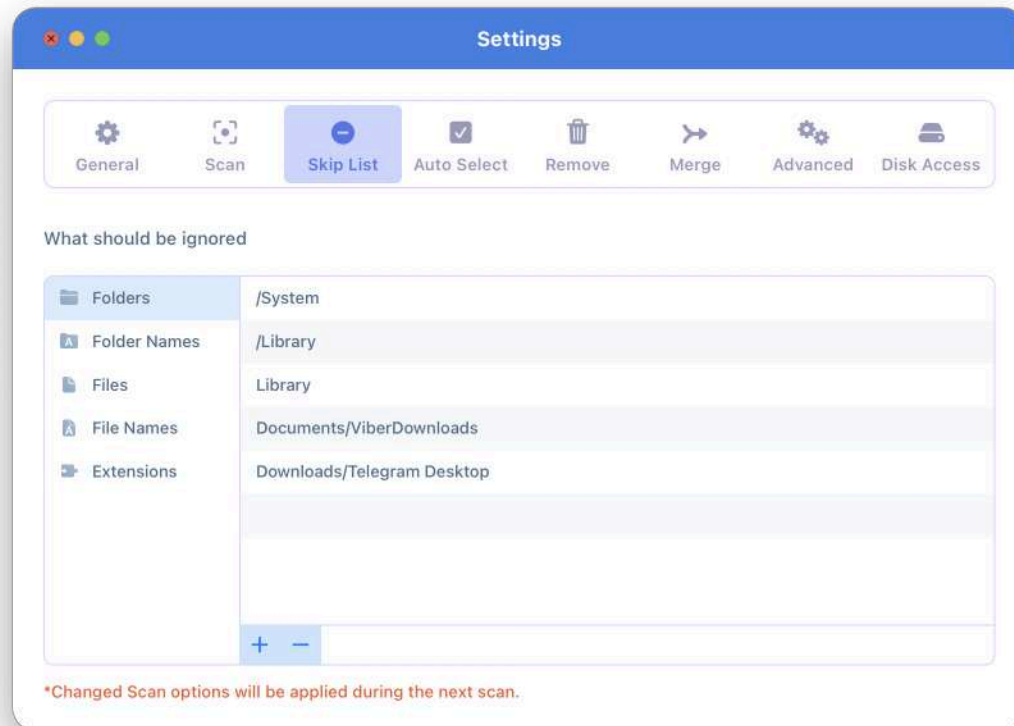 Settings
General Scan Skip List Auto Select Remove Merge Advanced Disk Access
What should be ignored
Folders
Folder Names
Files
File Names
Extensions
/System
/Library
Library
Documents/ViberDownloads
Downloads/Telegram Desktop
+ −
*Changed Scan options will be applied during the next scan.